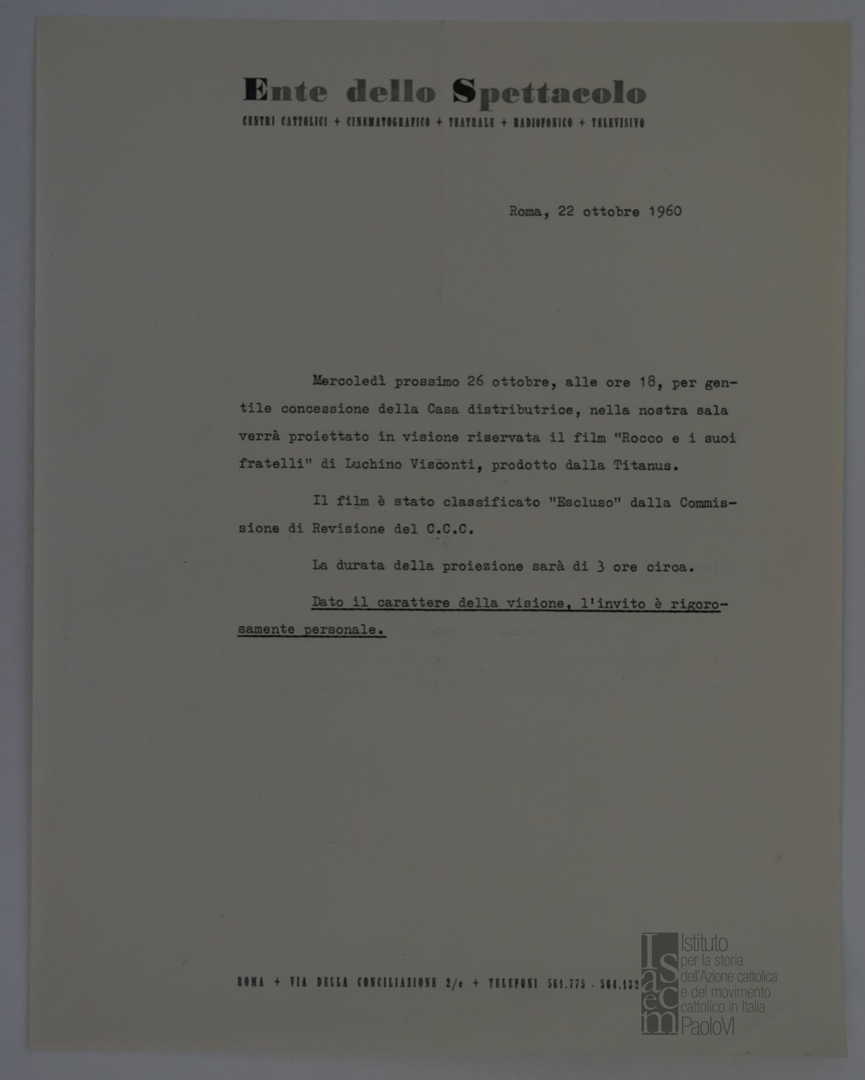 Ente dello Spettacolo
CENTRI CATTOLICI + CINEMATOGRAFICO + TEATRALE + RADIOFONICO + TELEVISIVO
Roma, 22 ottobre 1960
Mercoledì prossimo 26 ottobre, alle ore 18, per gen-
tile concessione della Casa distributrice, nella nostra sala
verrà proiettato in visione riservata il film "Rocco e i suoi
fratelli" di Luchino Visconti, prodotto dalla Titanus.
Il film è stato classificato "Escluso" dalla Commis-
sione di Revisione del C.C.C.
La durata della proiezione sarà di 3 ore circa.
Dato il carattere della visione, l'invito è rigoro-
samente personale.
ROMA + VIA DELLA CONCILIAZIONE 2/c + TELEFONI 561.775 - 564.132
Isacem
Istituto
per la storia
dell'Azione cattolica
e del movimento
cattolico in Italia
PaoloVI